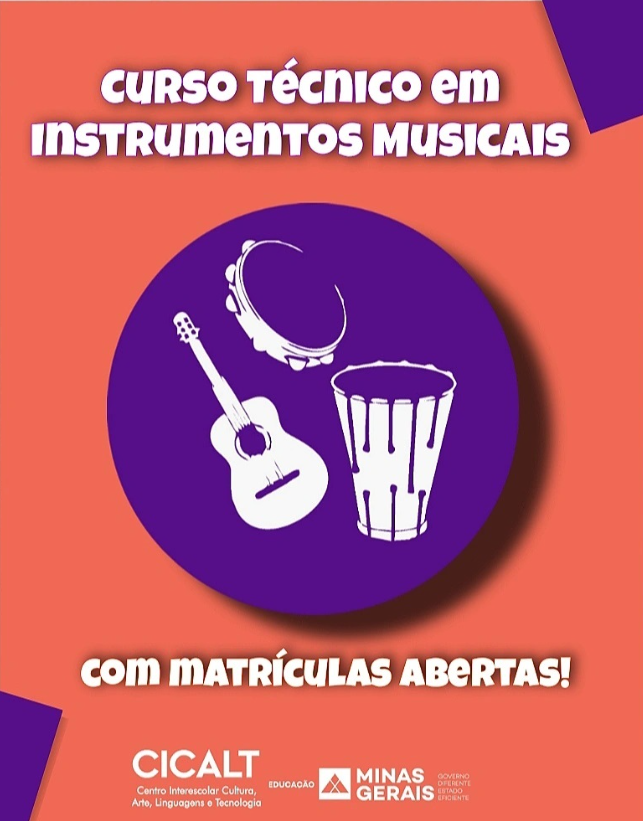 CURSO TÉCNICO EM
INSTRUMENTOS MUSICAIS
COM MATRÍCULAS ABERTAS!
CICALT
Centro Interescolar Cultura,
Arte, Linguagens e Tecnologia
EDUCAÇÃO
MINAS
GERAIS
GOVERNO
DIFERENTE
ESTADO
EFICIENTE